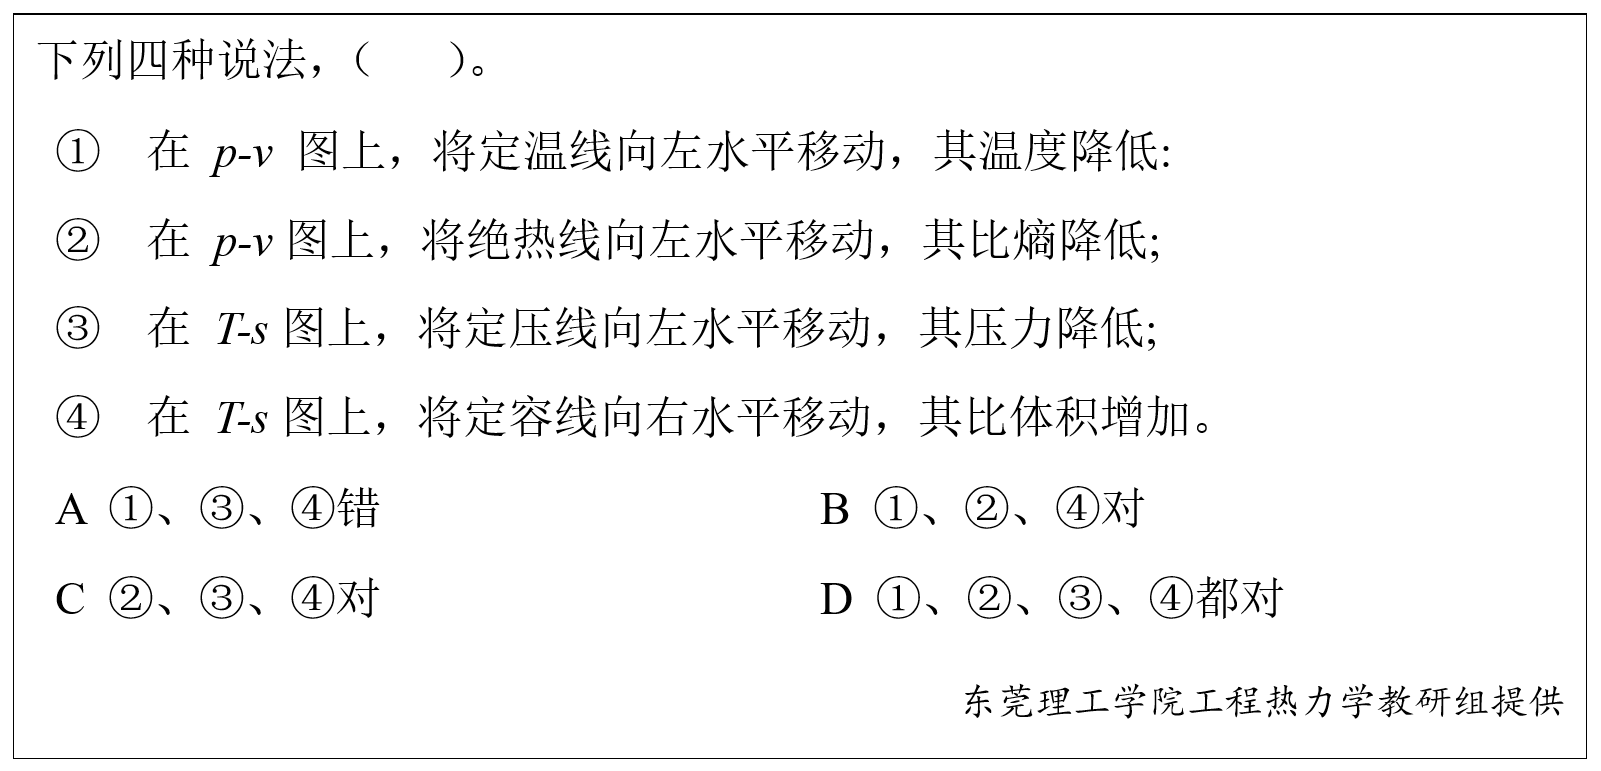 下列四种说法，（　　）。
① 在 p-v 图上，将定温线向左水平移动，其温度降低:
② 在 p-v 图上，将绝热线向左水平移动，其比熵降低;
③ 在 T-s 图上，将定压线向左水平移动，其压力降低;
④ 在 T-s 图上，将定容线向右水平移动，其比体积增加。
A ①、③、④错 B ①、②、④对
C ②、③、④对 D ①、②、③、④都对
东莞理工学院工程热力学教研组提供